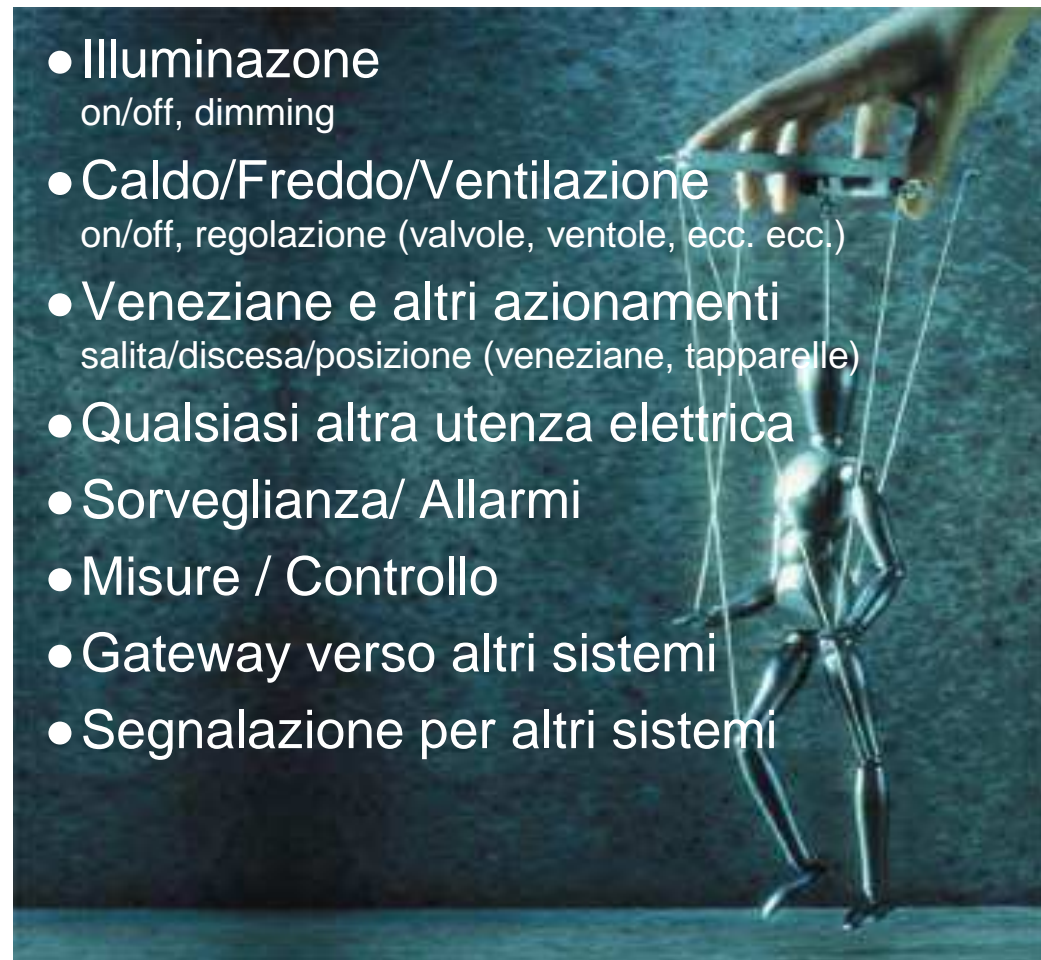 ● Illuminazone
on/off, dimming
● Caldo/Freddo/Ventilazione
on/off, regolazione (valvole, ventole, ecc. ecc.)
● Veneziane e altri azionamenti
salita/discesa/posizione (veneziane, tapparelle)
● Qualsiasi altra utenza elettrica
● Sorveglianza/ Allarmi
● Misure / Controllo
● Gateway verso altri sistemi
● Segnalazione per altri sistemi